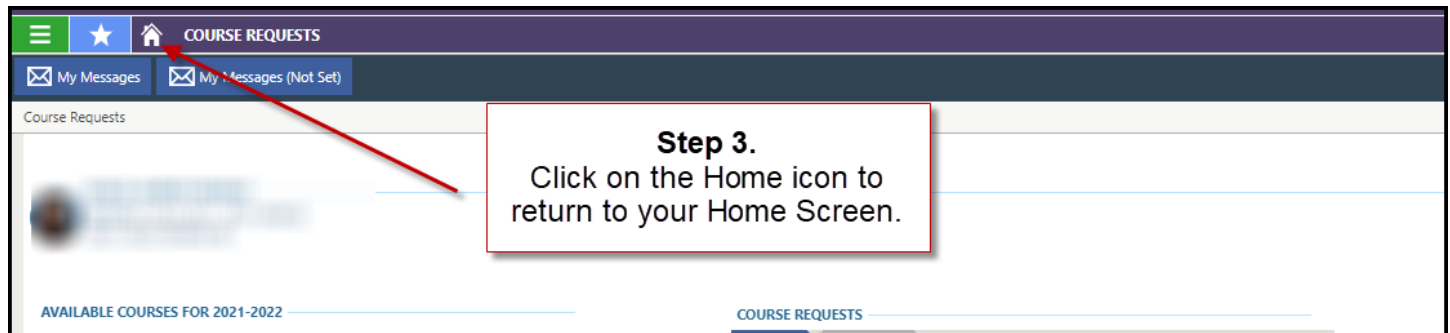 COURSE REQUESTS
My Messages
My Messages (Not Set)
Course Requests
Step 3.
Click on the Home icon to
return to your Home Screen.
AVAILABLE COURSES FOR 2021-2022
COURSE REQUESTS